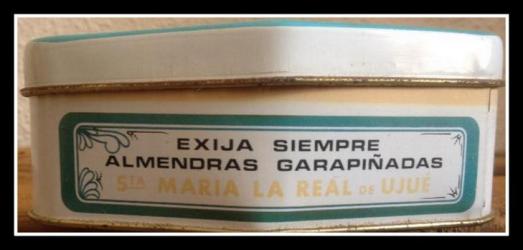 EXIJA SIEMPRE
ALMENDRAS GARAPIÑADAS
STA MARIA LA REAL DE UJUÉ